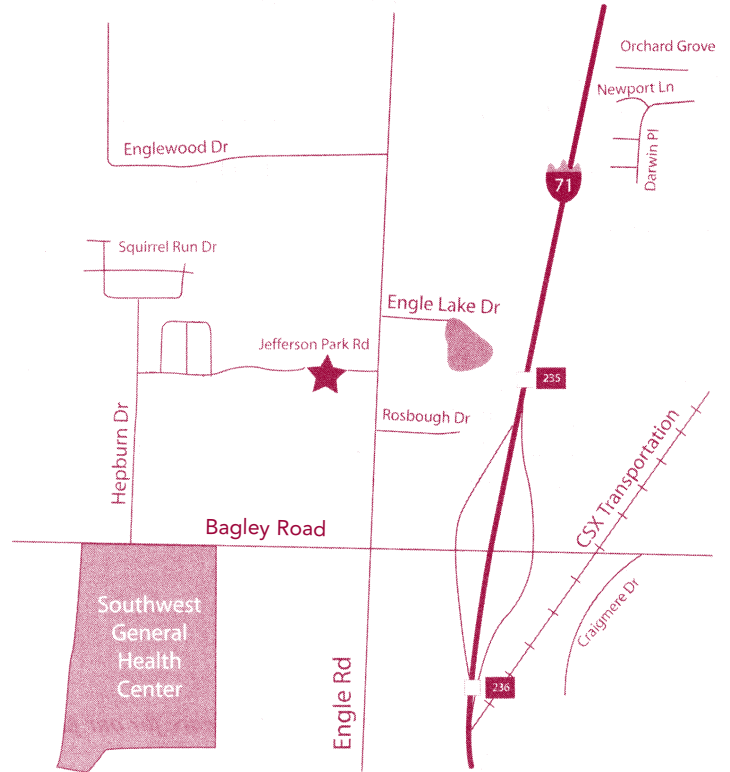 Orchard Grove
Newport Ln
Darwin Pl
Englewood Dr
71
Squirrel Run Dr
Engle Lake Dr
Jefferson Park Rd
235
Rosbough Dr
Hepburn Dr
CSX Transportation
Bagley Road
Southwest
General
Health
Center
Craigmere Dr
Engle Rd
236